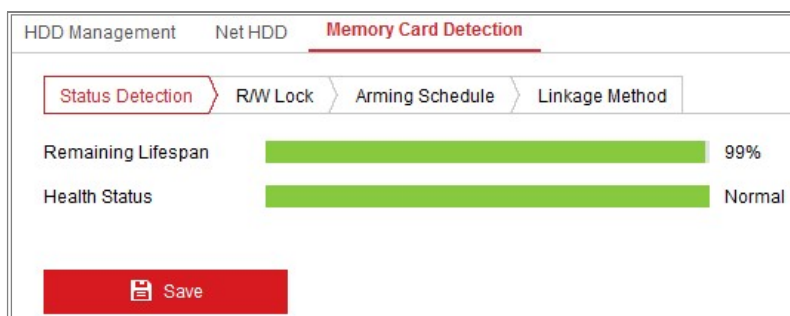 HDD Management Net HDD Memory Card Detection
Status Detection R/W Lock Arming Schedule Linkage Method
Remaining Lifespan 99%
Health Status Normal
Save